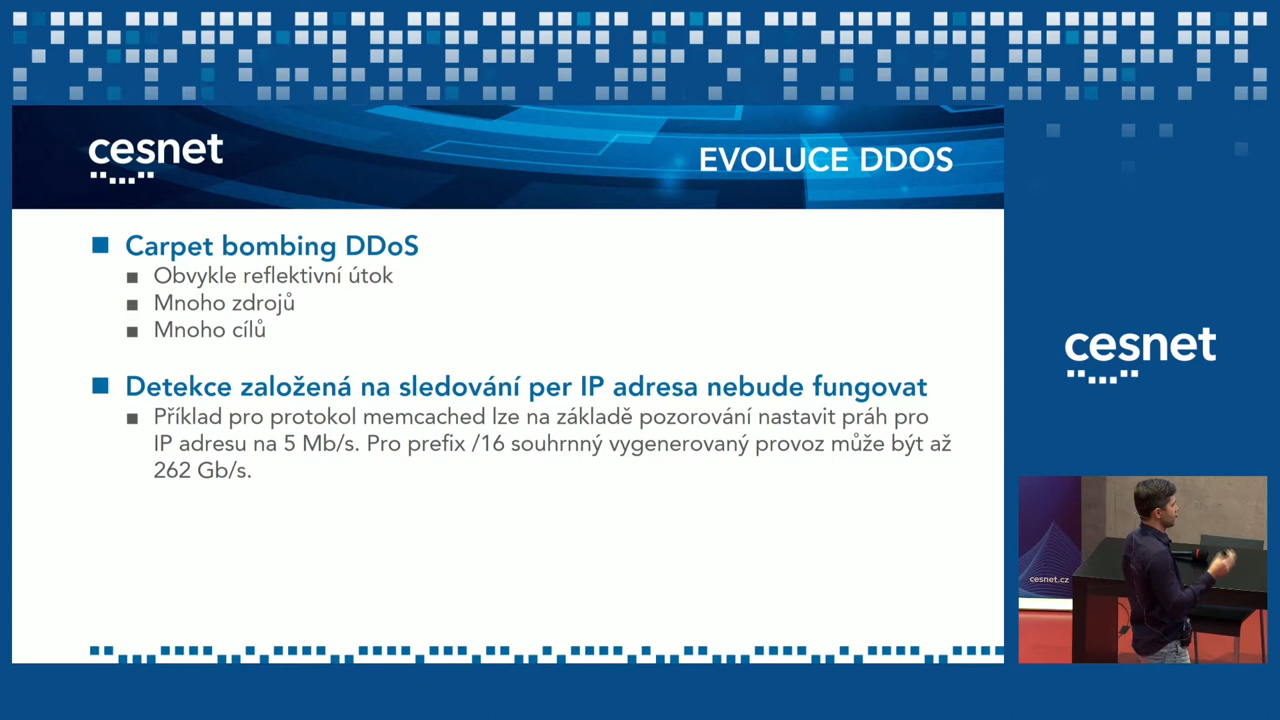 cesnet
EVOLUCE DDOS
Carpet bombing DDoS
Obvykle reflektivní útok
Mnoho zdrojů
Mnoho cílů
Detekce založená na sledování per IP adresa nebude fungovat
Příklad pro protokol memcached lze na základě pozorování nastavit práh pro
IP adresu na 5 Mb/s. Pro prefix /16 souhrnný vygenerovaný provoz může být až
262 Gb/s.
cesnet
cesnet.cz